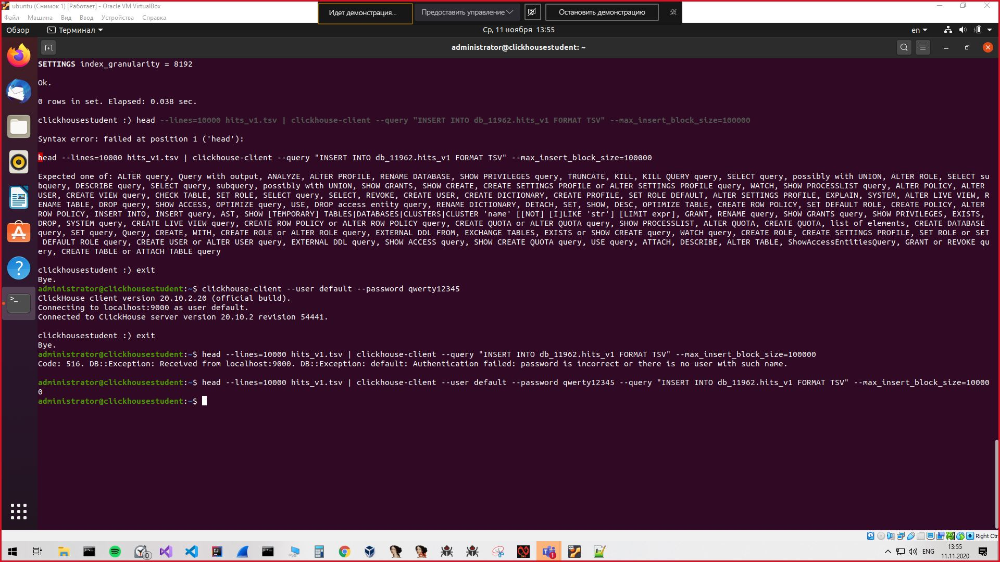 ubuntu (Снимок 1) [Работает] - Oracle VM VirtualBox
Файл Машина Вид Ввод Устройства Справка
Идет демонстрация...
Предоставить управление
Остановить демонстрацию
Обзор
Терминал
Ср, 11 ноября 13:55
en
administrator@clickhousestudent: ~
SETTINGS index_granularity = 8192
Ok.
0 rows in set. Elapsed: 0.038 sec.
clickhousestudent :) head --lines=10000 hits_v1.tsv | clickhouse-client --query "INSERT INTO db_11962.hits_v1 FORMAT TSV" --max_insert_block_size=100000
Syntax error: failed at position 1 ('head'):
head --lines=10000 hits_v1.tsv | clickhouse-client --query "INSERT INTO db_11962.hits_v1 FORMAT TSV" --max_insert_block_size=100000
Expected one of: ALTER query, Query with output, ANALYZE, ALTER PROFILE, RENAME DATABASE, SHOW PRIVILEGES query, TRUNCATE, KILL, KILL QUERY query, SELECT query, possibly with UNION, ALTER ROLE, SELECT su
bquery, DESCRIBE query, SELECT query, subquery, possibly with UNION, SHOW GRANTS, SHOW CREATE, CREATE SETTINGS PROFILE or ALTER SETTINGS PROFILE query, WATCH, SHOW PROCESSLIST query, ALTER POLICY, ALTER
USER, CREATE VIEW query, CHECK TABLE, SET ROLE, SELECT query, SELECT, REVOKE, CREATE USER, CREATE DICTIONARY, CREATE PROFILE, SET ROLE DEFAULT, ALTER SETTINGS PROFILE, EXPLAIN, SYSTEM, ALTER LIVE VIEW, R
ENAME TABLE, DROP query, SHOW ACCESS, OPTIMIZE query, USE, DROP access entity query, RENAME DICTIONARY, DETACH, SET, SHOW, DESC, OPTIMIZE TABLE, CREATE ROW POLICY, SET DEFAULT ROLE, CREATE POLICY, ALTER
ROW POLICY, INSERT INTO, INSERT query, AST, SHOW [TEMPORARY] TABLES|DATABASES|CLUSTERS|CLUSTER 'name' [[NOT] [I]LIKE 'str'] [LIMIT expr], GRANT, RENAME query, SHOW GRANTS query, SHOW PRIVILEGES, EXISTS,
DROP, SYSTEM query, CREATE LIVE VIEW query, CREATE ROW POLICY or ALTER ROW POLICY query, CREATE QUOTA or ALTER QUOTA query, SHOW PROCESSLIST, ALTER QUOTA, CREATE QUOTA, list of elements, CREATE DATABASE
query, SET query, Query, CREATE, WITH, CREATE ROLE or ALTER ROLE query, EXTERNAL DDL FROM, EXCHANGE TABLES, EXISTS or SHOW CREATE query, WATCH query, CREATE ROLE, CREATE SETTINGS PROFILE, SET ROLE or SET
DEFAULT ROLE query, CREATE USER or ALTER USER query, EXTERNAL DDL query, SHOW ACCESS query, SHOW CREATE QUOTA query, USE query, ATTACH, DESCRIBE, ALTER TABLE, ShowAccessEntitiesQuery, GRANT or REVOKE qu
ery, CREATE TABLE or ATTACH TABLE query
clickhousestudent :) exit
Bye.
administrator@clickhousestudent:~$ clickhouse-client --user default --password qwerty12345
ClickHouse client version 20.10.2.20 (official build).
Connecting to localhost:9000 as user default.
Connected to ClickHouse server version 20.10.2 revision 54441.
clickhousestudent :) exit
Bye.
administrator@clickhousestudent:~$ head --lines=10000 hits_v1.tsv | clickhouse-client --query "INSERT INTO db_11962.hits_v1 FORMAT TSV" --max_insert_block_size=100000
Code: 516. DB::Exception: Received from localhost:9000. DB::Exception: default: Authentication failed: password is incorrect or there is no user with such name.
administrator@clickhousestudent:~$ head --lines=10000 hits_v1.tsv | clickhouse-client --user default --password qwerty12345 --query "INSERT INTO db_11962.hits_v1 FORMAT TSV" --max_insert_block_size=10000
0
administrator@clickhousestudent:~$
Right Ctr
ENG
13:55
11.11.2020